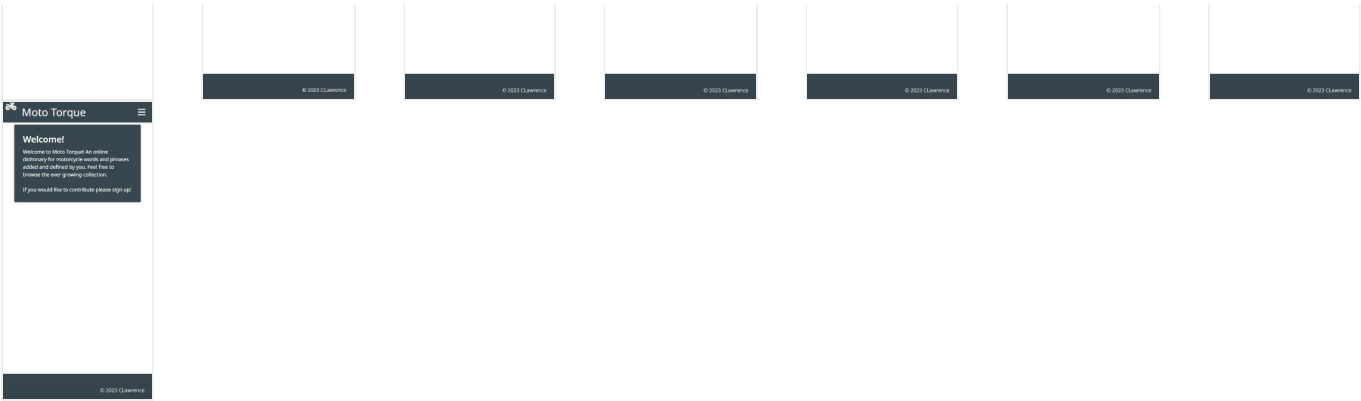 © 2023 CLawrence
© 2023 CLawrence
© 2023 CLawrence
© 2023 CLawrence
© 2023 CLawrence
© 2023 CLawrence
Moto Torque
Welcome!
Welcome to Moto Torque! An online
dictonary for motorcycle words and phrases
added and defined by you. Feel free to
browse the ever growing collection.
If you would like to contribute please sign up!
© 2023 CLawrence